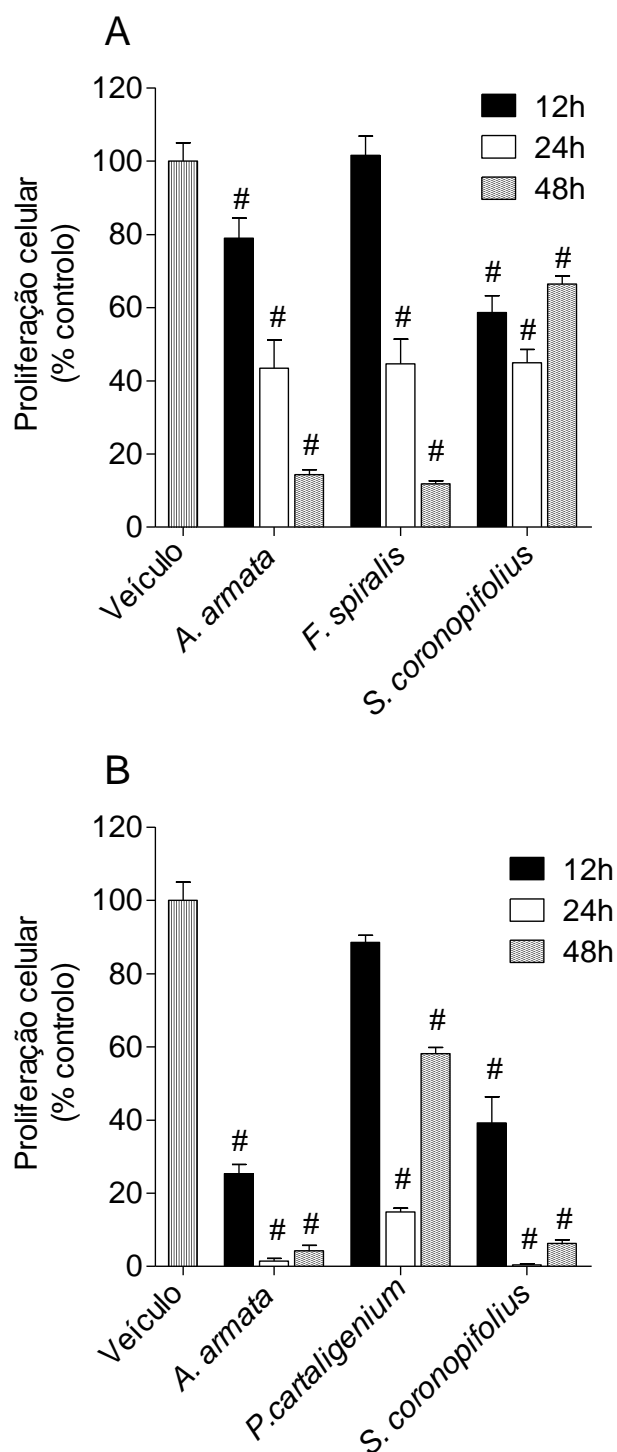 A
120
100
80
60
40
20
0
Proliferação celular
(% controlo)
12h
24h
48h
#
#
#
#
#
#
#
#
Veículo
A. armata
F. spiralis
S. coronopifolius
B
120
100
80
60
40
20
0
Proliferação celular
(% controlo)
12h
24h
48h
#
#
#
#
#
#
#
#
Veículo
A. armata
P.cartaligenium
S. coronopifolius